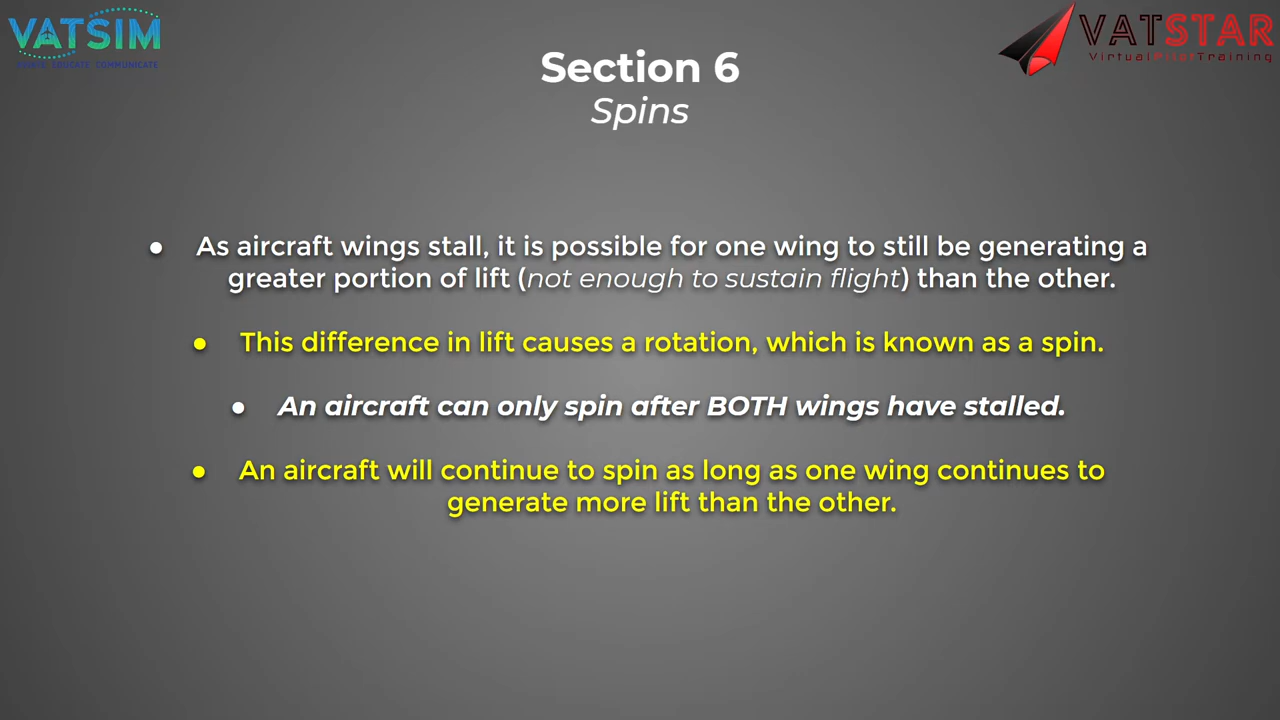 VATSIM
EDUCATE COMMUNICATE
VATSTAR
VirtualPilotTraining
Section 6
Spins
● As aircraft wings stall, it is possible for one wing to still be generating a
greater portion of lift (not enough to sustain flight) than the other.
● This difference in lift causes a rotation, which is known as a spin.
● An aircraft can only spin after BOTH wings have stalled.
● An aircraft will continue to spin as long as one wing continues to
generate more lift than the other.